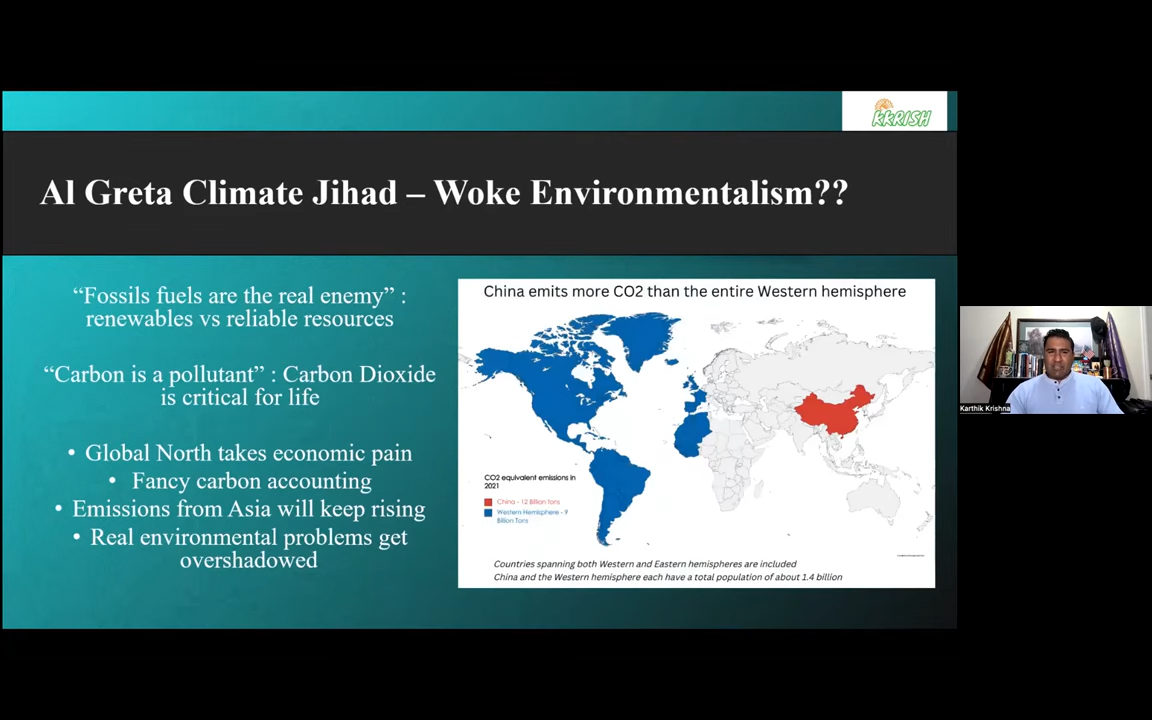 KKRISH
Al Greta Climate Jihad – Woke Environmentalism??
“Fossils fuels are the real enemy” :
renewables vs reliable resources
“Carbon is a pollutant” : Carbon Dioxide
is critical for life
• Global North takes economic pain
• Fancy carbon accounting
• Emissions from Asia will keep rising
• Real environmental problems get
overshadowed
China emits more CO2 than the entire Western hemisphere
CO2 equivalent emissions in
2021
China - 12 Billion tons
Western Hemisphere - 9
Billion Tons
Countries spanning both Western and Eastern hemispheres are included
China and the Western hemisphere each have a total population of about 1.4 billion
Karthik Krishna